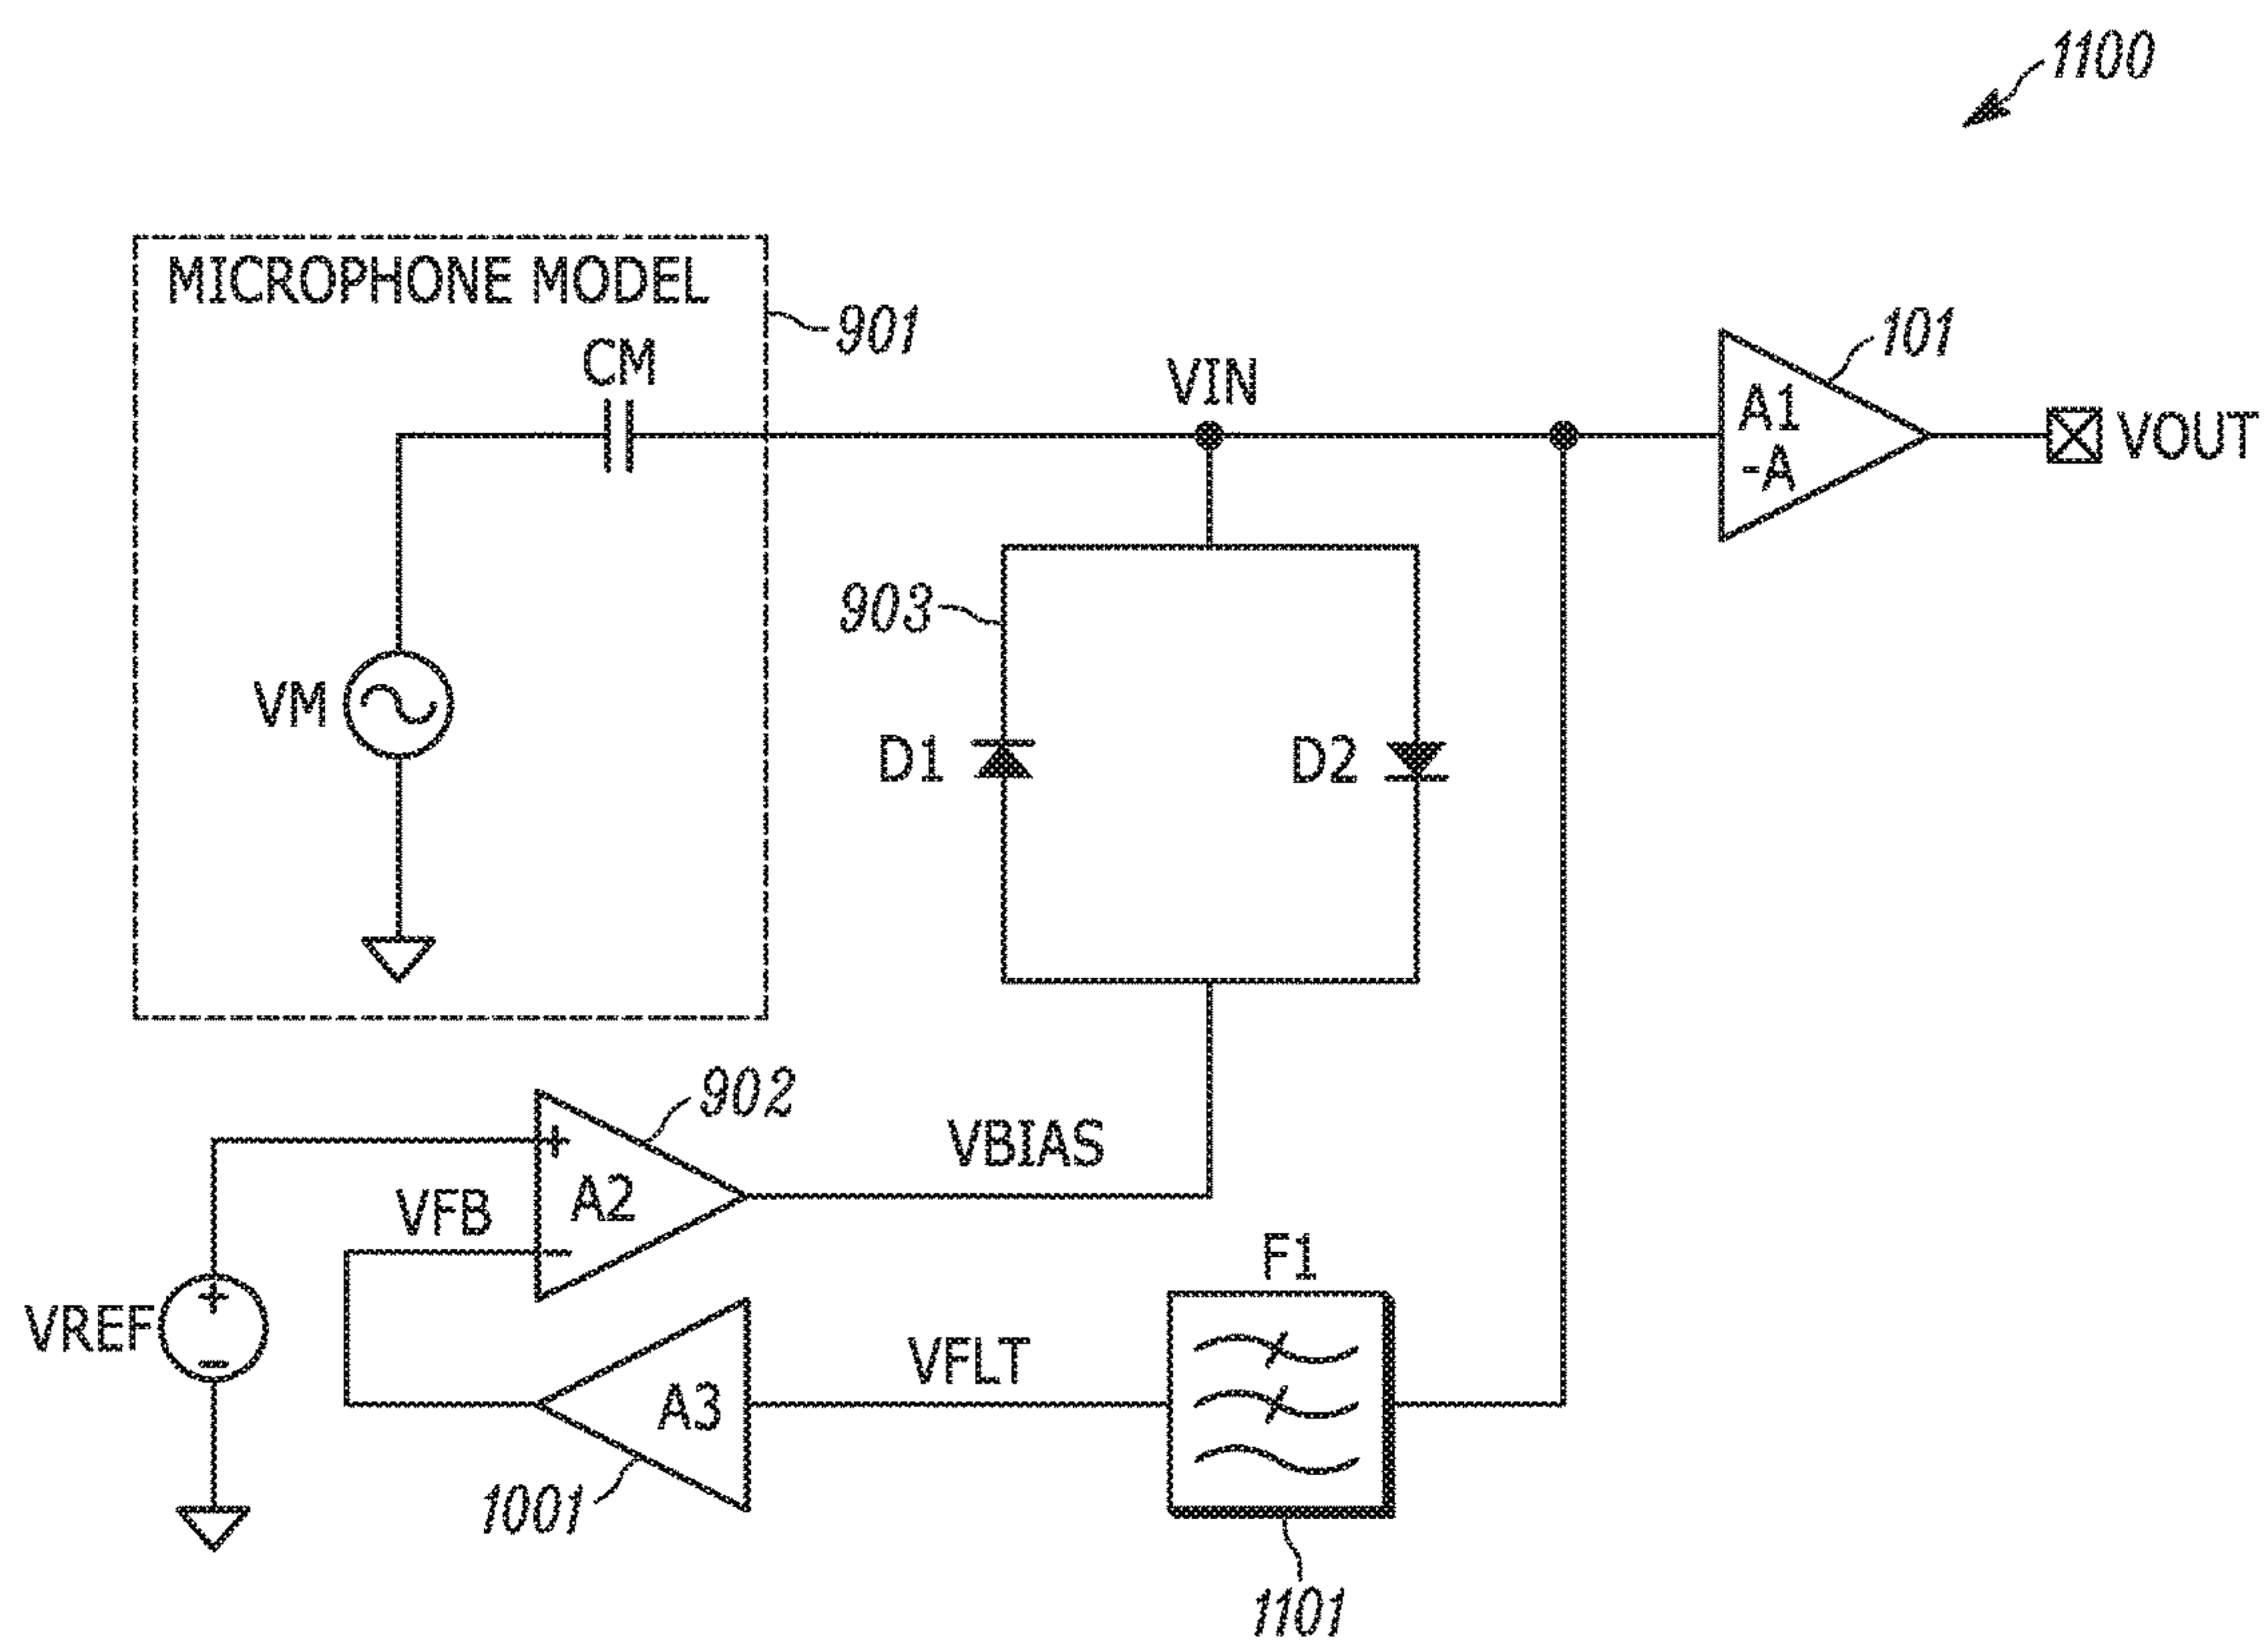 1100
MICROPHONE MODEL
901
101
CM
VIN
A1
-A
VOUT
903
VM
D1
D2
902
VBIAS
+
A2
VFB
-
F1
VREF
+
-
VFLT
A3
1001
1101